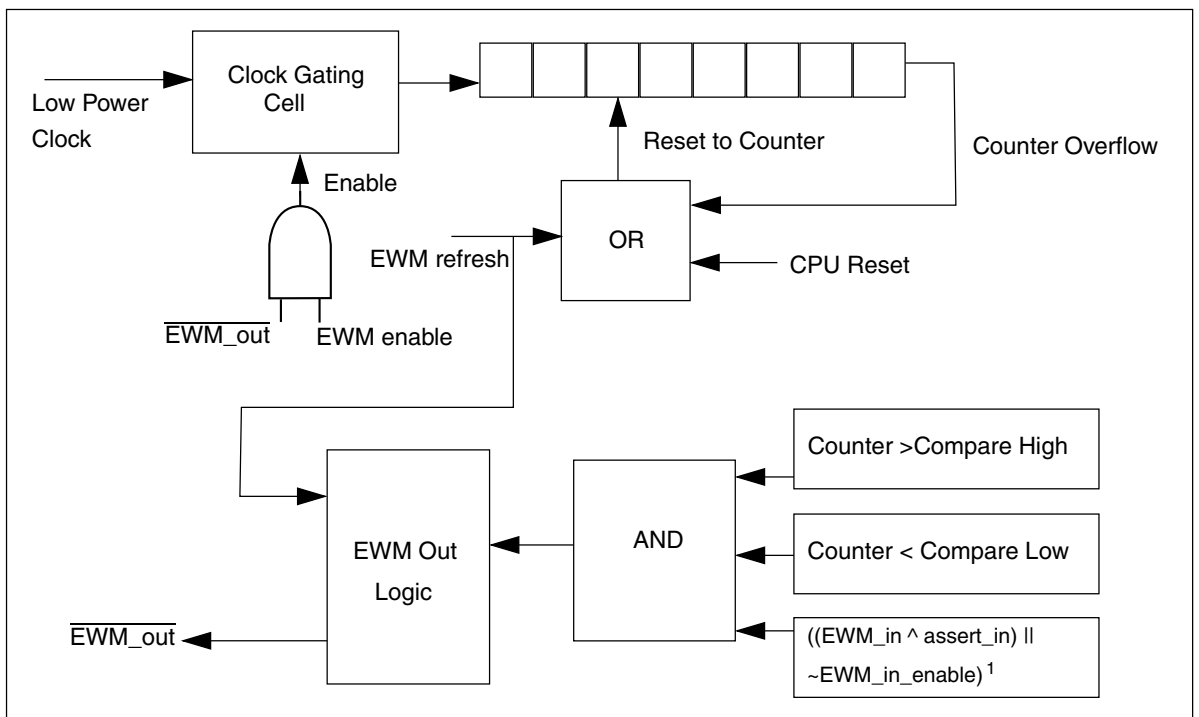 Clock Gating
Cell
Low Power
Clock
Reset to Counter
Counter Overflow
Enable
OR
EWM refresh
CPU Reset
EWM_out
EWM enable
Counter >Compare High
EWM Out
Logic
AND
Counter < Compare Low
EWM_out
((EWM_in ^ assert_in) ||
~EWM_in_enable) 1